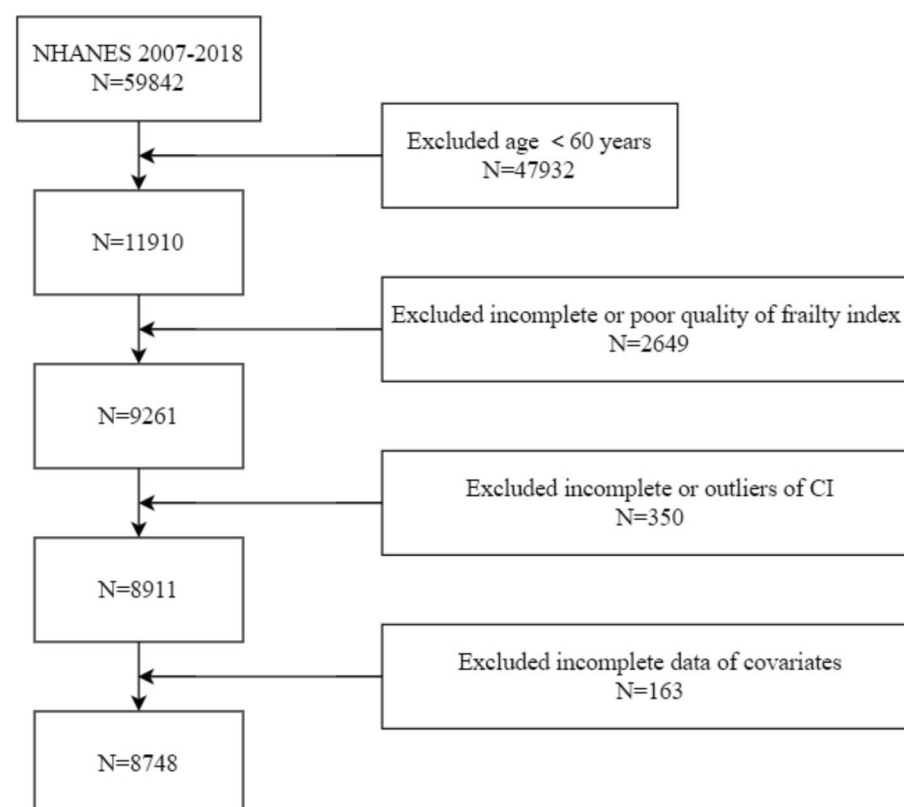 NHANES 2007-2018
N=59842
Excluded age < 60 years
N=47932
N=11910
Excluded incomplete or poor quality of frailty index
N=2649
N=9261
Excluded incomplete or outliers of CI
N=350
N=8911
Excluded incomplete data of covariates
N=163
N=8748